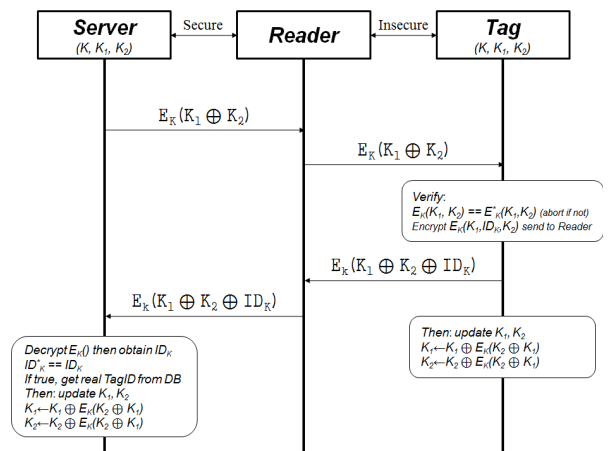 Server
(K, K1, K2)
Secure
Reader
Insecure
Tag
(K, K1, K2)
EK(K1 ⊕ K2)
EK(K1 ⊕ K2)
Verify:
EK(K1, K2) == E*K(K1,K2) (abort if not)
Encrypt EK(K1,IDK,K2) send to Reader
Ek(K1 ⊕ K2 ⊕ IDK)
Ek(K1 ⊕ K2 ⊕ IDK)
Then: update K1, K2
K1←K1 ⊕ EK(K2 ⊕ K1)
K2←K2 ⊕ EK(K2 ⊕ K1)
Decrypt EK() then obtain IDK
ID*K == IDK
If true, get real TagID from DB
Then: update K1, K2
K1←K1 ⊕ EK(K2 ⊕ K1)
K2←K2 ⊕ EK(K2 ⊕ K1)